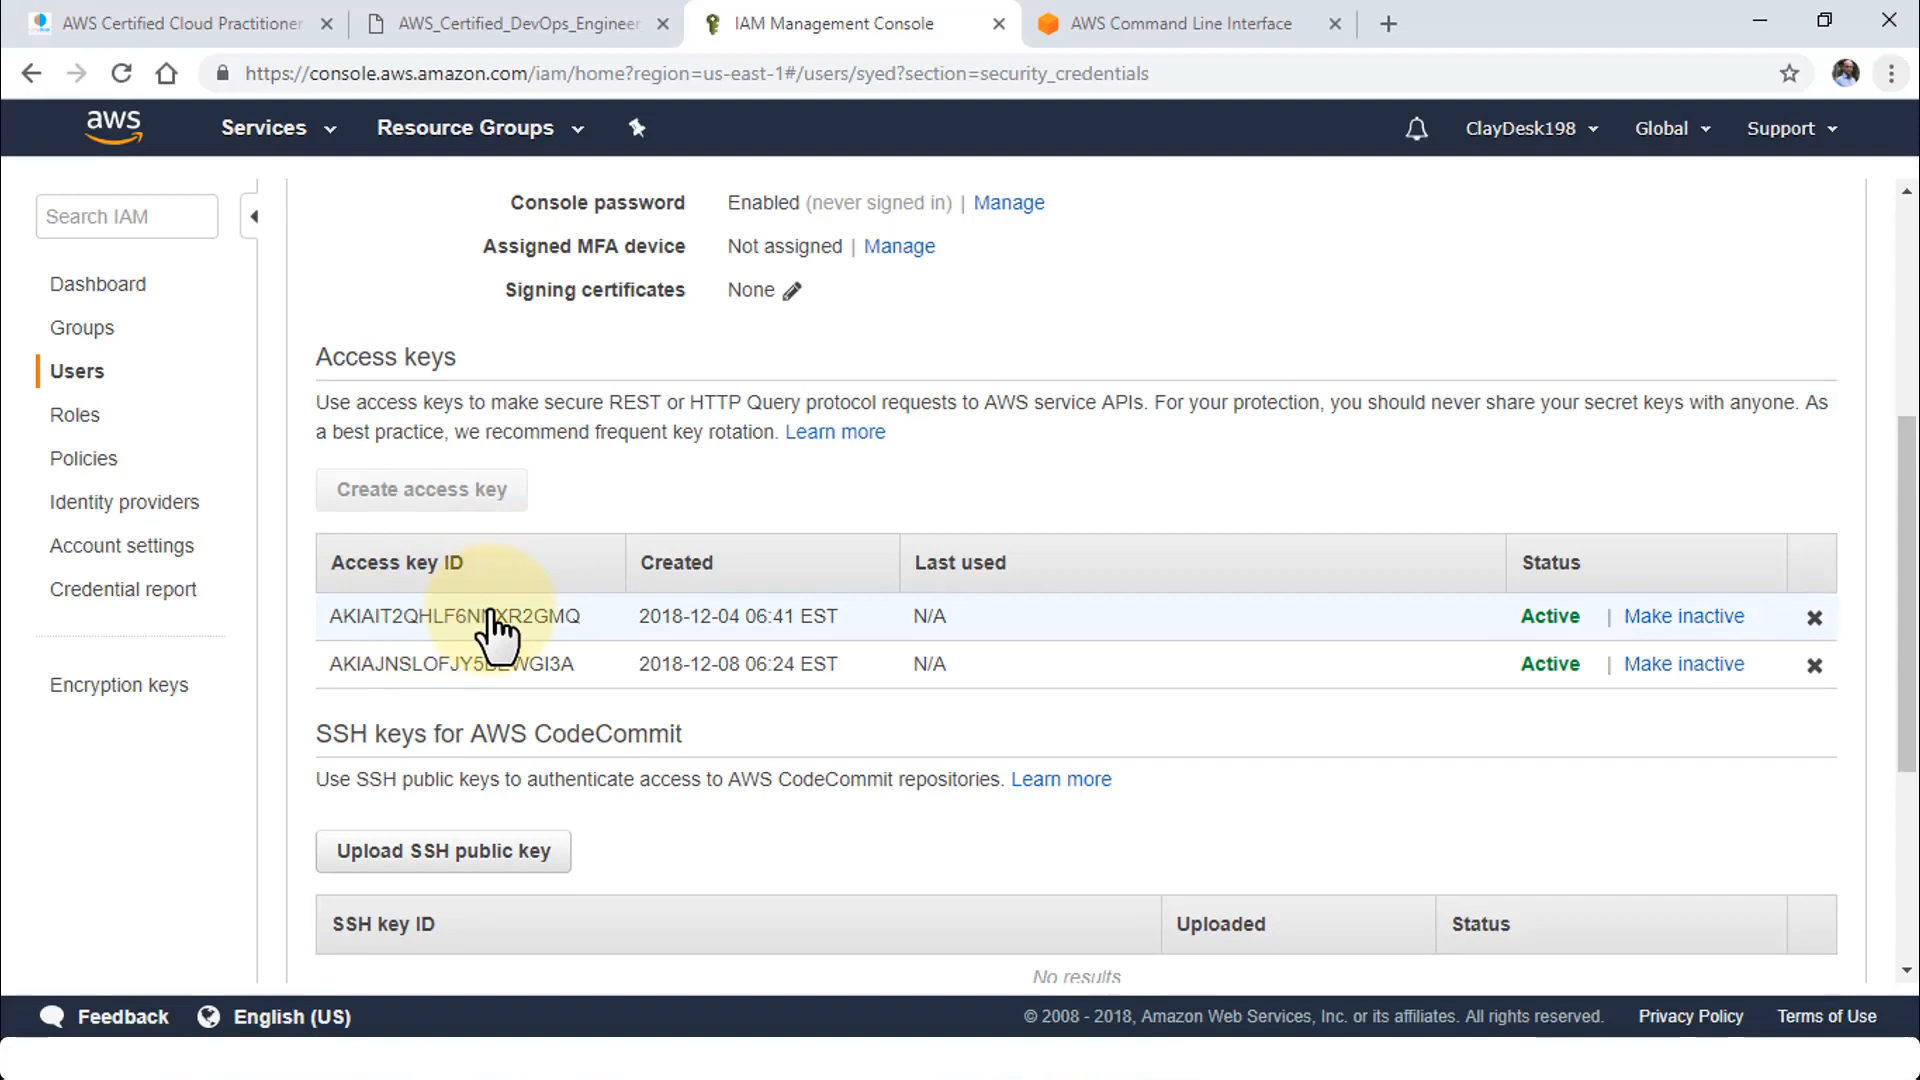 AWS Certified Cloud Practitioner
AWS_Certified_DevOps_Engineer
IAM Management Console
AWS Command Line Interface
https://console.aws.amazon.com/iam/home?region=us-east-1#/users/syed?section=security_credentials
aws
Services
Resource Groups
ClayDesk198
Global
Support
Search IAM
Dashboard
Groups
Users
Roles
Policies
Identity providers
Account settings
Credential report
Encryption keys
Console password Enabled (never signed in) | Manage
Assigned MFA device Not assigned | Manage
Signing certificates None
Access keys
Use access keys to make secure REST or HTTP Query protocol requests to AWS service APIs. For your protection, you should never share your secret keys with anyone. As
a best practice, we recommend frequent key rotation. Learn more
Create access key
Access key ID Created Last used Status
2018-12-04 06:41 EST N/A Active | Make inactive
2018-12-08 06:24 EST N/A Active | Make inactive
SSH keys for AWS CodeCommit
Use SSH public keys to authenticate access to AWS CodeCommit repositories. Learn more
Upload SSH public key
SSH key ID Uploaded Status
No results
Feedback
English (US)
© 2008 - 2018, Amazon Web Services, Inc. or its affiliates. All rights reserved.
Privacy Policy
Terms of Use